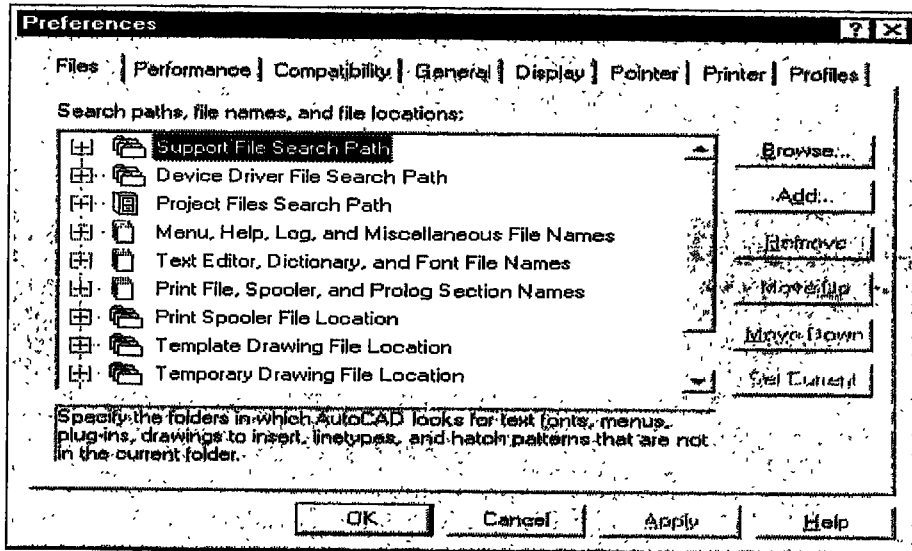 Preferences
Files Performance Compatibility General Display Pointer Printer Profiles
Search paths, file names, and file locations:
Support File Search Path
Device Driver File Search Path
Project Files Search Path
Menu, Help, Log, and Miscellaneous File Names
Text Editor, Dictionary, and Font File Names
Print File, Spooler, and Prolog Section Names
Print Spooler File Location
Template Drawing File Location
Temporary Drawing File Location
Browse...
Add...
Remove
Move Up
Move Down
Set Current
Specify the folders in which AutoCAD looks for text fonts, menus,
plug-ins, drawings to insert, linetypes, and hatch patterns that are not
in the current folder.
OK Cancel Apply Help